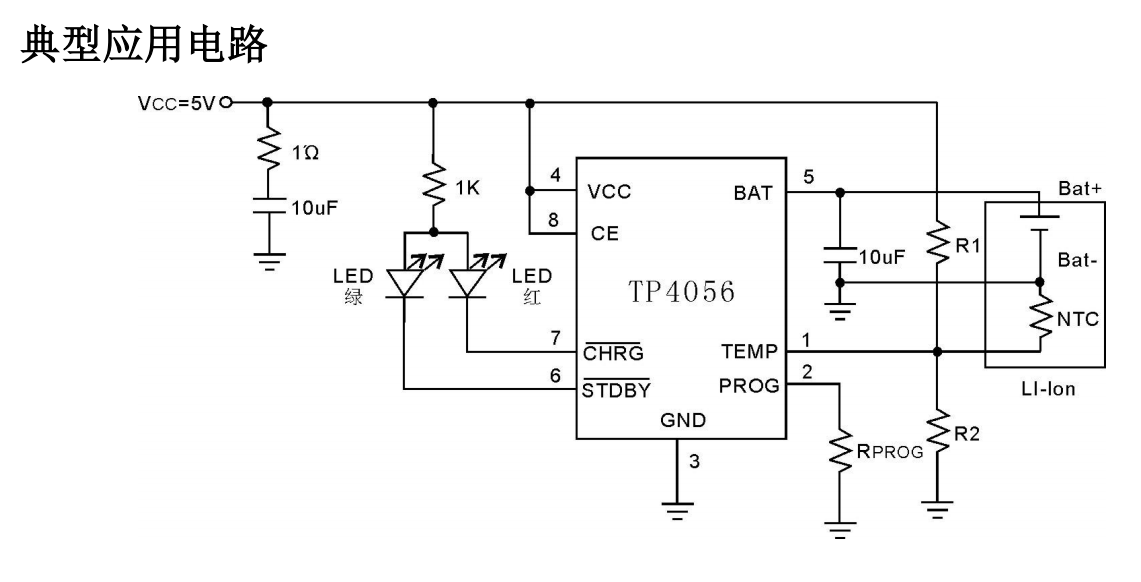 典型应用电路
VCC=5V
1Ω
10uF
1K
LED
绿
LED
红
4
VCC
8
CE
7
CHRG
6
STDBY
TP4056
GND
3
BAT
5
TEMP
1
PROG
2
10uF
R1
R2
RPROG
Bat+
Bat-
NTC
LI-Ion